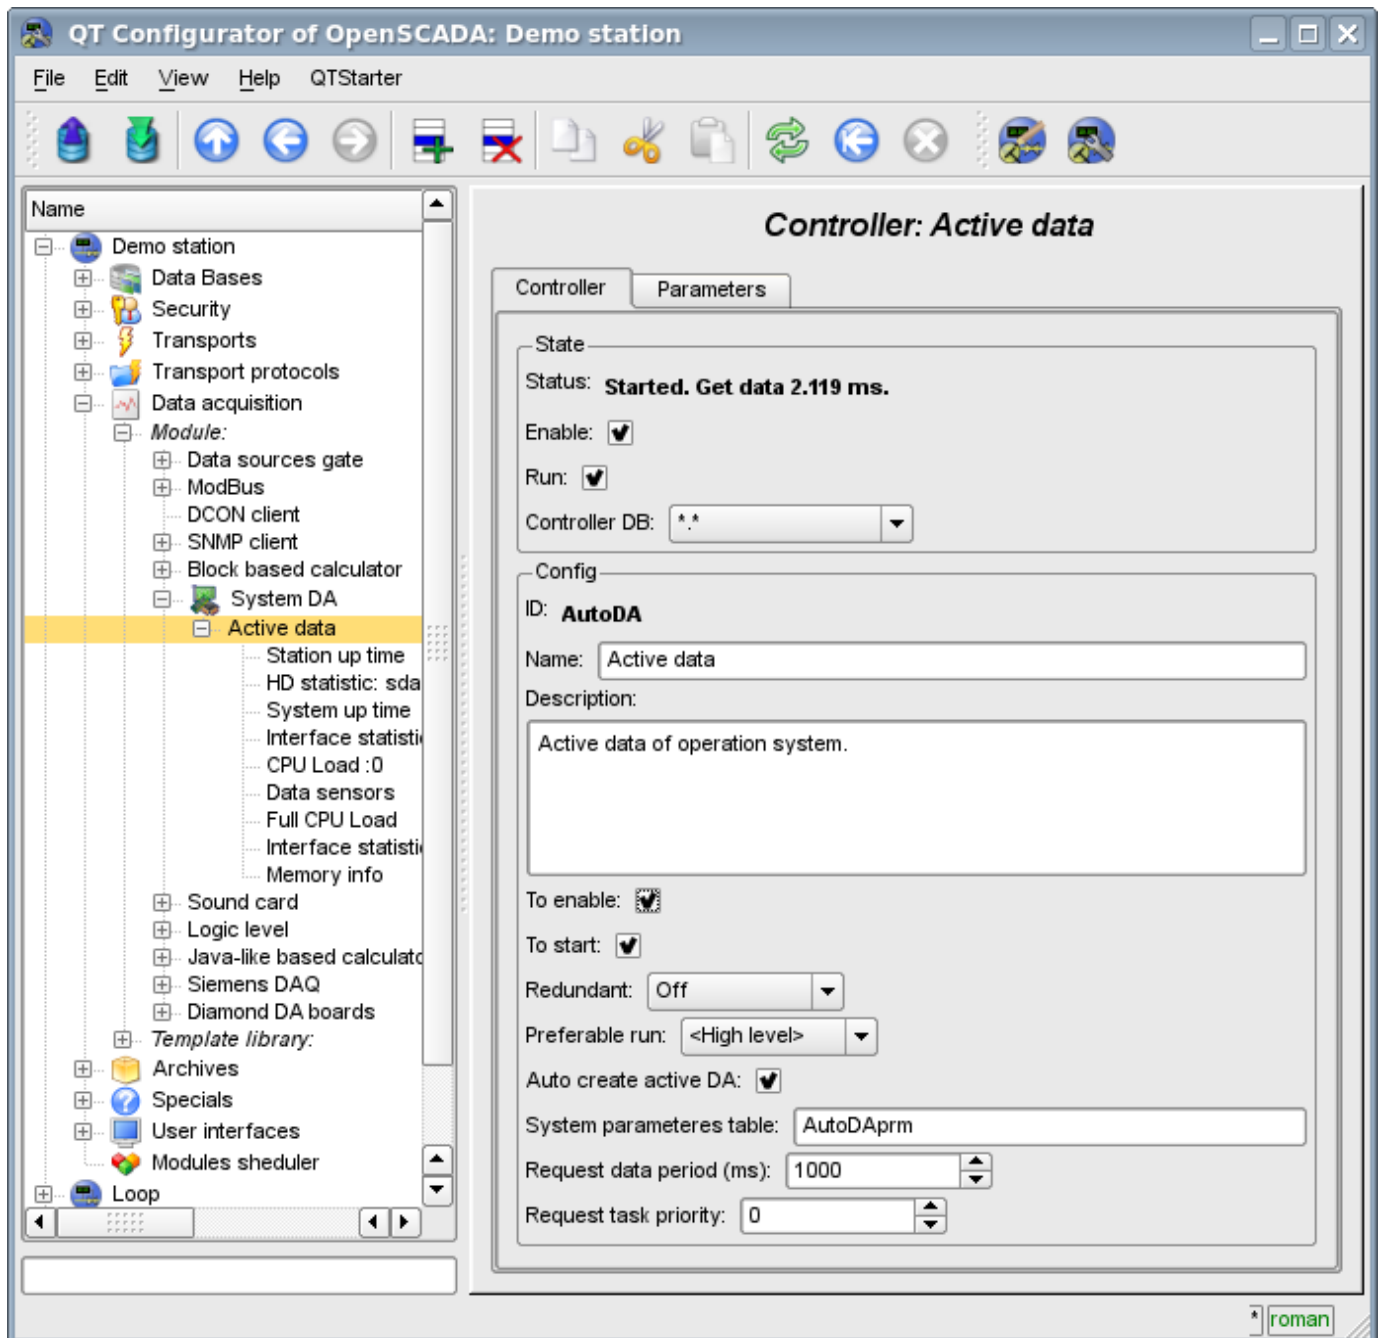 QT Configurator of OpenSCADA: Demo station
File Edit View Help QTStarter
Name
Demo station
Data Bases
Security
Transports
Transport protocols
Data acquisition
Module:
Data sources gate
ModBus
DCON client
SNMP client
Block based calculator
System DA
Active data
Station up time
HD statistic: sda
System up time
Interface statisti
CPU Load :0
Data sensors
Full CPU Load
Interface statisti
Memory info
Sound card
Logic level
Java-like based calculato
Siemens DAQ
Diamond DA boards
Template library:
Archives
Specials
User interfaces
Modules sheduler
Loop
Controller: Active data
Controller Parameters
State
Status: Started. Get data 2.119 ms.
Enable:
Run:
Controller DB: *.*
Config
ID: AutoDA
Name: Active data
Description:
Active data of operation system.
To enable:
To start:
Redundant: Off
Preferable run: <High level>
Auto create active DA:
System parameteres table: AutoDAprm
Request data period (ms): 1000
Request task priority: 0
* roman